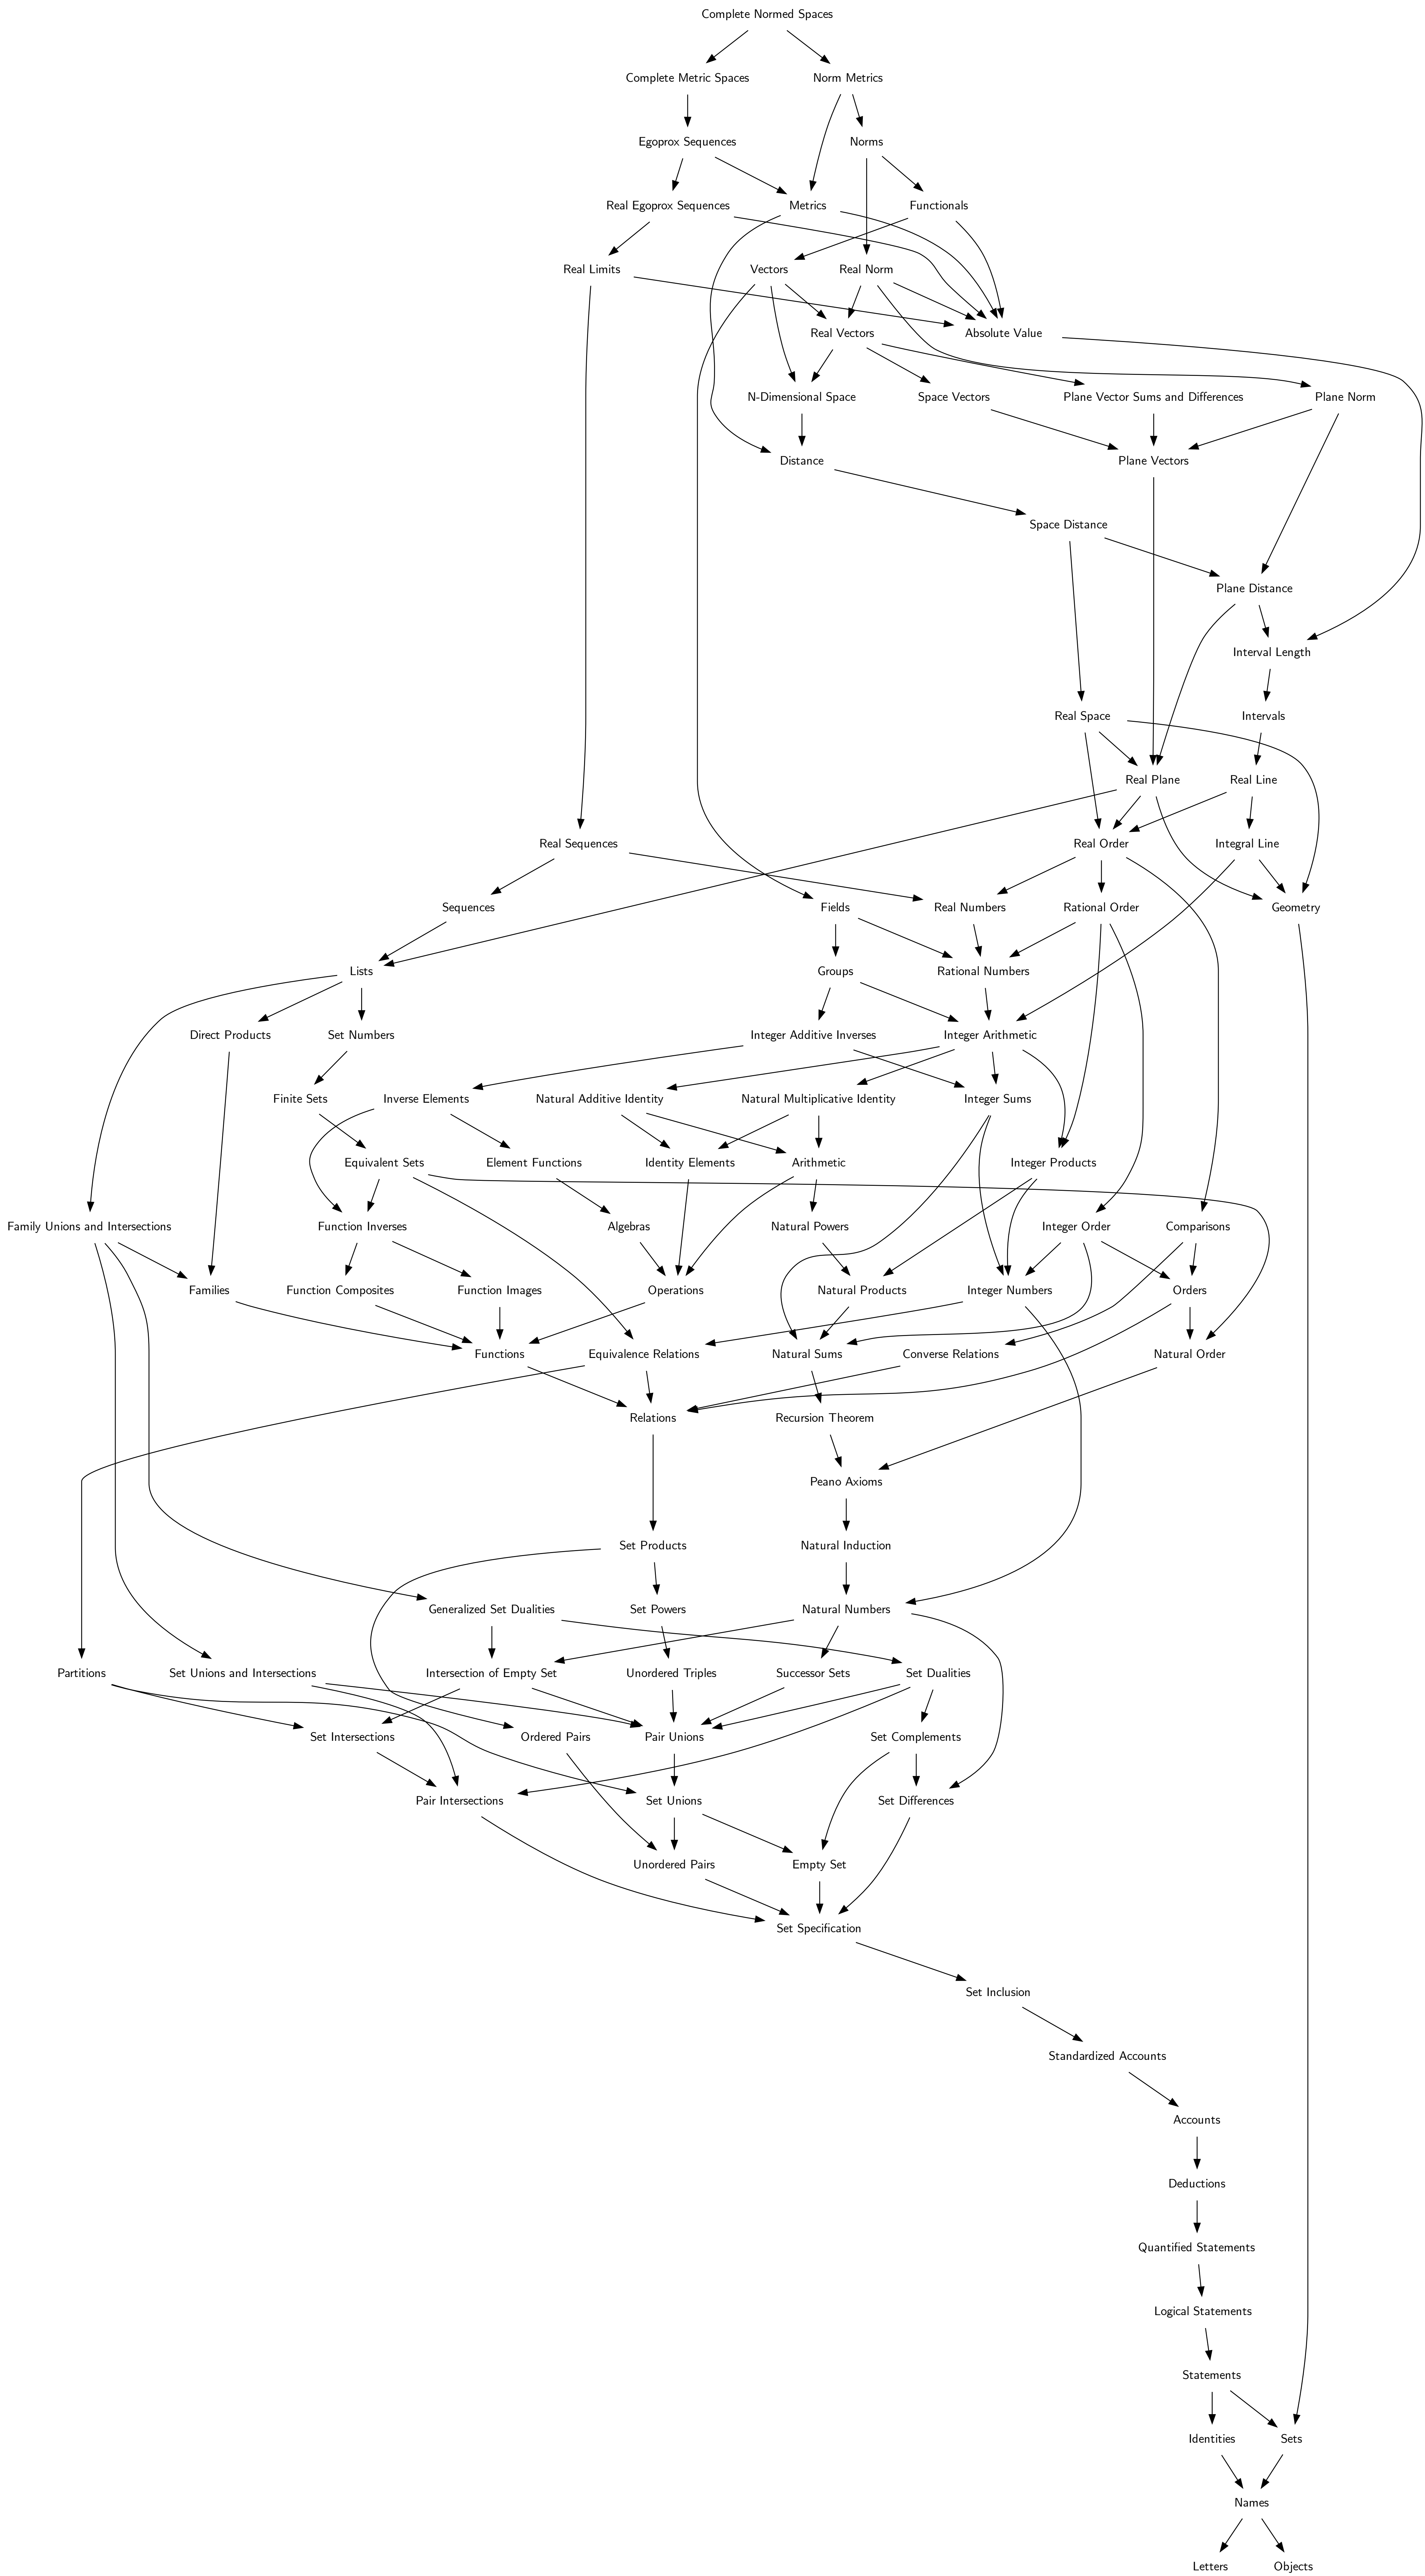 Complete Normed Spaces
Complete Metric Spaces
Norm Metrics
Egoprox Sequences
Norms
Real Egoprox Sequences
Metrics
Functionals
Real Limits
Vectors
Real Norm
Real Vectors
Absolute Value
N-Dimensional Space
Space Vectors
Plane Vector Sums and Differences
Plane Norm
Distance
Plane Vectors
Space Distance
Plane Distance
Interval Length
Real Space
Intervals
Real Plane
Real Line
Real Sequences
Real Order
Integral Line
Sequences
Fields
Real Numbers
Rational Order
Geometry
Lists
Groups
Rational Numbers
Direct Products
Set Numbers
Integer Additive Inverses
Integer Arithmetic
Finite Sets
Inverse Elements
Natural Additive Identity
Natural Multiplicative Identity
Integer Sums
Equivalent Sets
Element Functions
Identity Elements
Arithmetic
Integer Products
Family Unions and Intersections
Function Inverses
Algebras
Natural Powers
Integer Order
Comparisons
Families
Function Composites
Function Images
Operations
Natural Products
Integer Numbers
Orders
Functions
Equivalence Relations
Natural Sums
Converse Relations
Natural Order
Relations
Recursion Theorem
Peano Axioms
Set Products
Natural Induction
Generalized Set Dualities
Set Powers
Natural Numbers
Partitions
Set Unions and Intersections
Intersection of Empty Set
Unordered Triples
Successor Sets
Set Dualities
Set Intersections
Ordered Pairs
Pair Unions
Set Complements
Pair Intersections
Set Unions
Set Differences
Unordered Pairs
Empty Set
Set Specification
Set Inclusion
Standardized Accounts
Accounts
Deductions
Quantified Statements
Logical Statements
Statements
Identities
Sets
Names
Letters
Objects